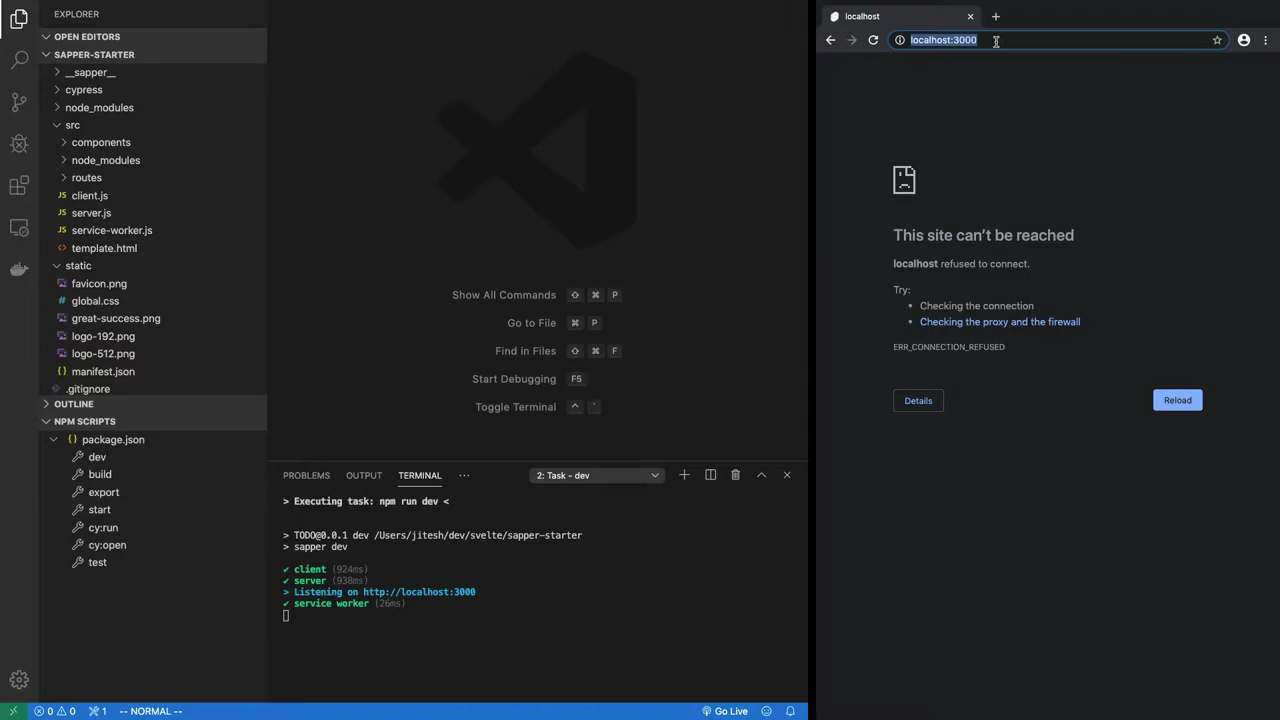 EXPLORER
OPEN EDITORS
SAPPER-STARTER
__sapper__
cypress
node_modules
src
components
node_modules
routes
client.js
server.js
service-worker.js
template.html
static
favicon.png
global.css
great-success.png
logo-192.png
logo-512.png
manifest.json
.gitignore
OUTLINE
NPM SCRIPTS
package.json
dev
build
export
start
cy:run
cy:open
test
Show All Commands ⇧ ⌘ P
Go to File ⌘ P
Find in Files ⇧ ⌘ F
Start Debugging F5
Toggle Terminal ^ `
PROBLEMS OUTPUT TERMINAL ··· 2: Task - dev
> Executing task: npm run dev <
> TODO@0.0.1 dev /Users/jitesh/dev/svelte/sapper-starter
> sapper dev
✔ client (924ms)
✔ server (938ms)
> Listening on http://localhost:3000
✔ service worker (26ms)
0 0 1 -- NORMAL -- Go Live
localhost
localhost:3000
This site can't be reached
localhost refused to connect.
Try:
• Checking the connection
• Checking the proxy and the firewall
ERR_CONNECTION_REFUSED
Details Reload